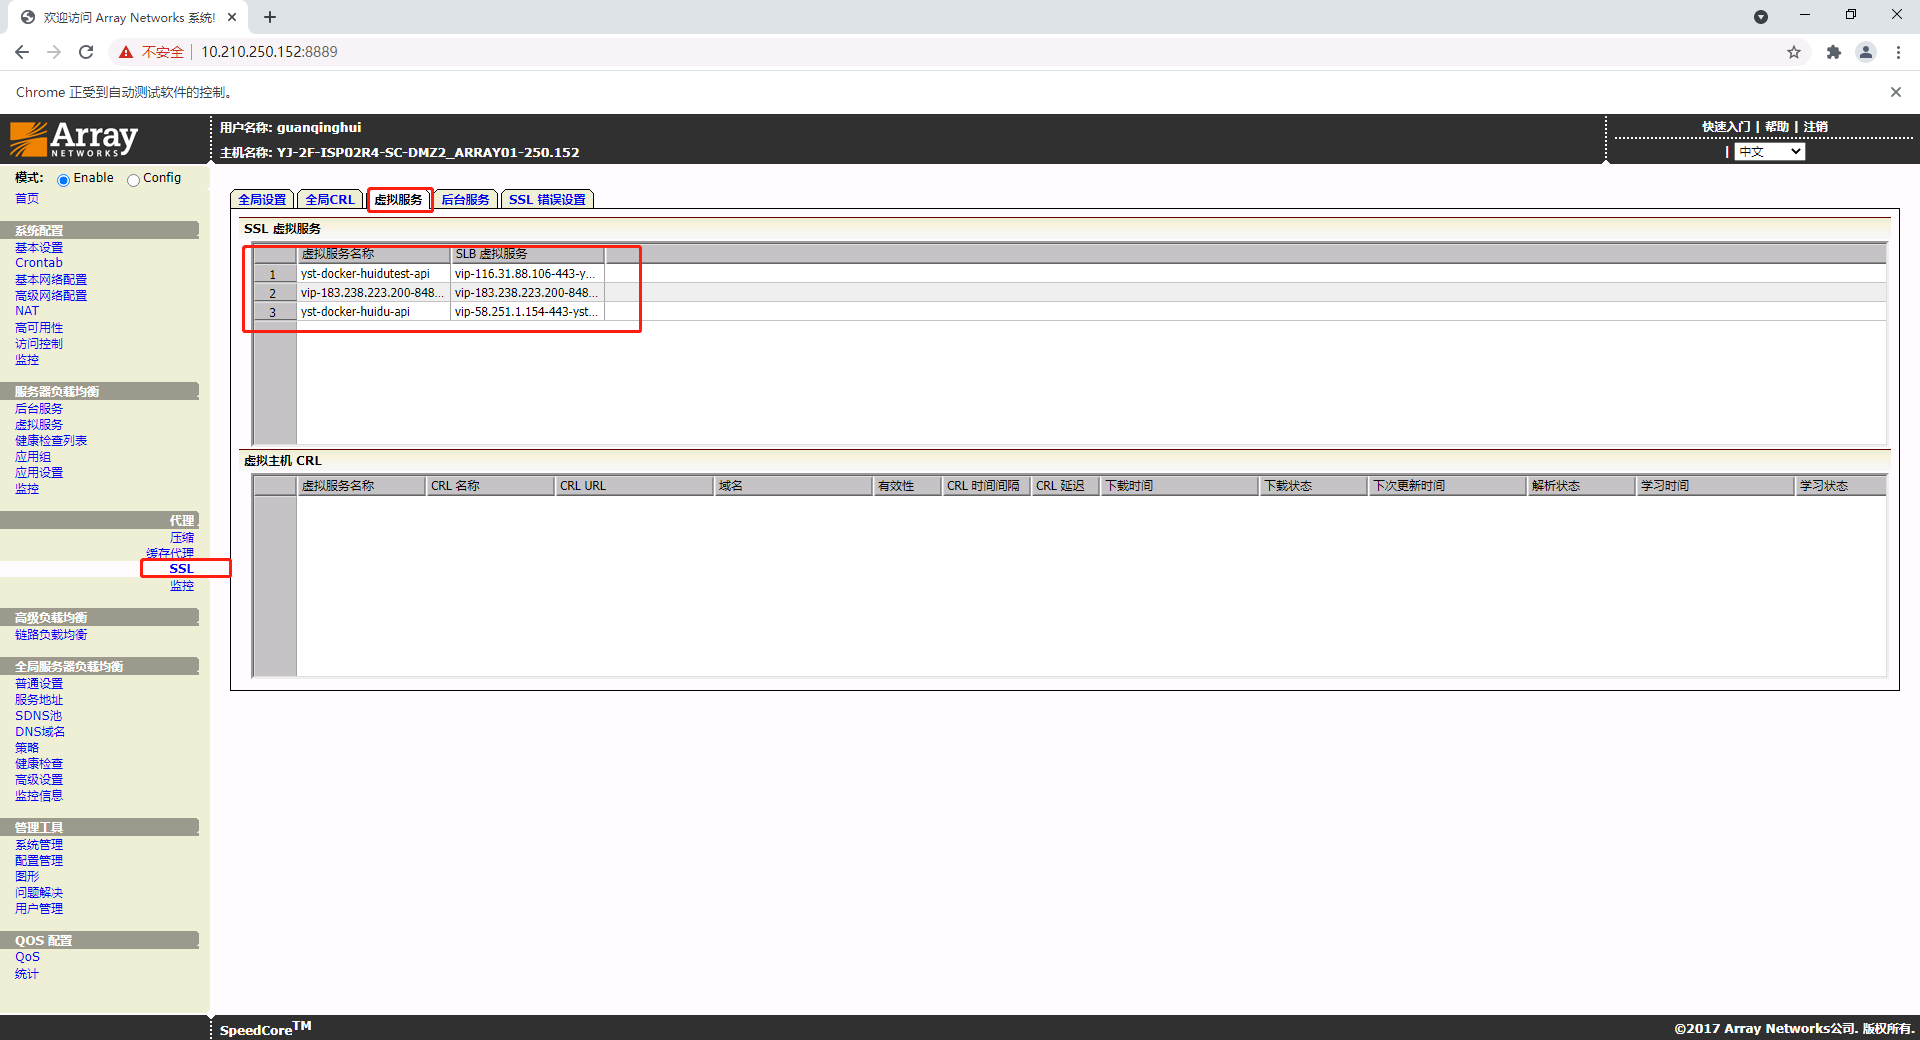 欢迎访问 Array Networks 系统!
不安全 10.210.250.152:8889
Chrome 正受到自动测试软件的控制。
Array
NETWORKS
用户名称: guanqinghui
主机名称: YJ-2F-ISP02R4-SC-DMZ2_ARRAY01-250.152
快速入门 | 帮助 | 注销
| 中文
模式: Enable Config
首页
系统配置
基本设置
Crontab
基本网络配置
高级网络配置
NAT
高可用性
访问控制
监控
服务器负载均衡
后台服务
虚拟服务
健康检查列表
应用组
应用设置
监控
代理
压缩
缓存代理
SSL
监控
高级负载均衡
链路负载均衡
全局服务器负载均衡
普通设置
服务地址
SDNS池
DNS域名
策略
健康检查
高级设置
监控信息
管理工具
系统管理
配置管理
图形
问题解决
用户管理
QOS 配置
QoS
统计
全局设置 全局CRL 虚拟服务 后台服务 SSL 错误设置
SSL 虚拟服务
虚拟服务名称 SLB 虚拟服务
1 yst-docker-huidutest-api vip-116.31.88.106-443-y...
2 vip-183.238.223.200-848... vip-183.238.223.200-848...
3 yst-docker-huidu-api vip-58.251.1.154-443-yst...
虚拟主机 CRL
虚拟服务名称 CRL 名称 CRL URL 域名 有效性 CRL 时间间隔 CRL 延迟 下载时间 下载状态 下次更新时间 解析状态 学习时间 学习状态
SpeedCore™
©2017 Array Networks公司. 版权所有.